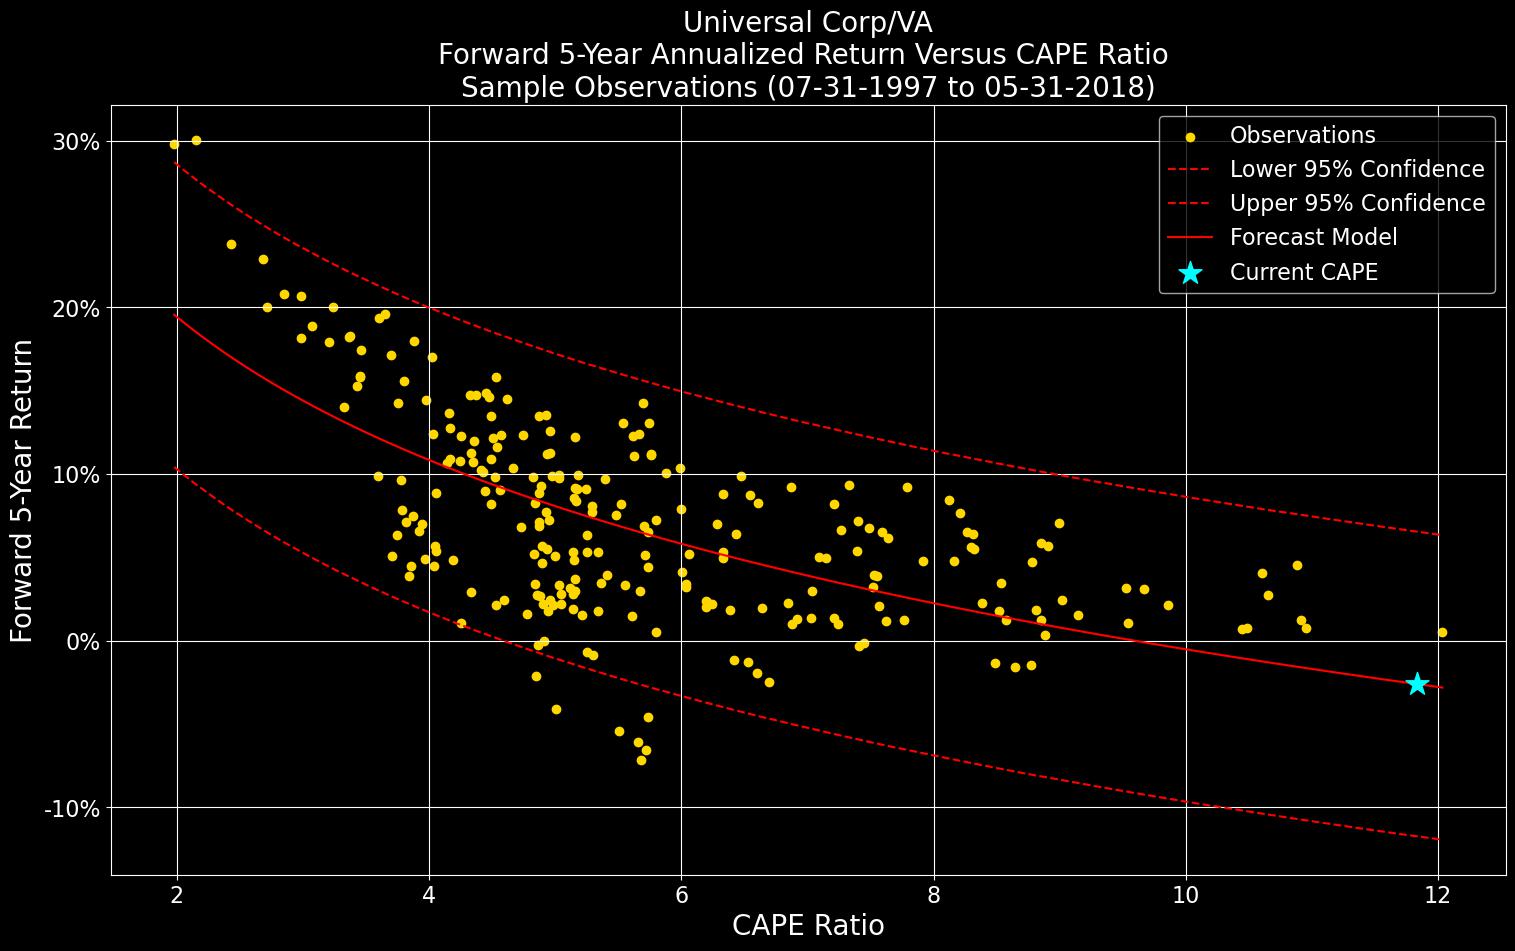 Universal Corp/VA
Forward 5-Year Annualized Return Versus CAPE Ratio
Sample Observations (07-31-1997 to 05-31-2018)
Observations
Lower 95% Confidence
Upper 95% Confidence
Forecast Model
Current CAPE
Forward 5-Year Return
30%
20%
10%
0%
-10%
2 4 6 8 10 12
CAPE Ratio